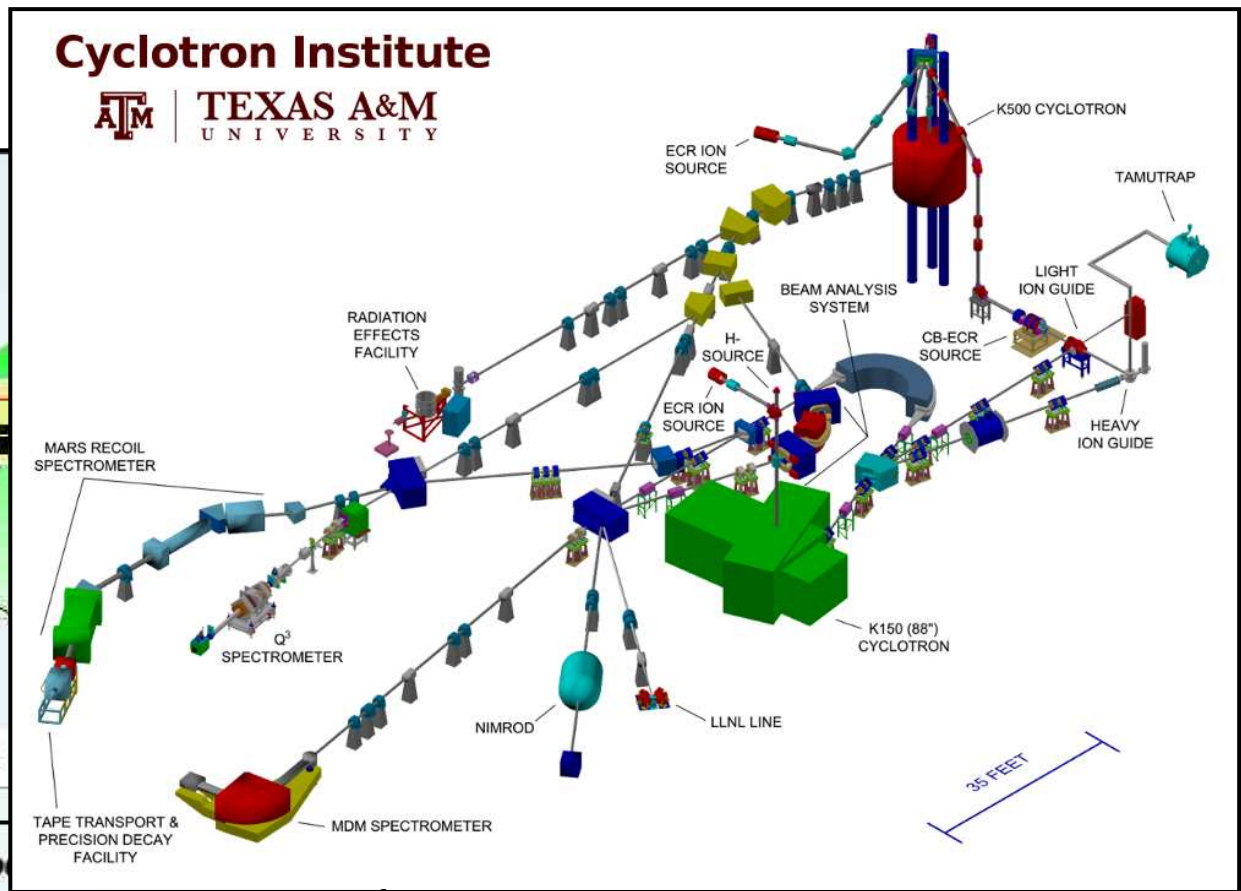 Cyclotron Institute
ATM
TEXAS A&M
UNIVERSITY
K500 CYCLOTRON
ECR ION
SOURCE
TAMUTRAP
LIGHT
ION GUIDE
BEAM ANALYSIS
SYSTEM
RADIATION
EFFECTS
FACILITY
H-
SOURCE
CB-ECR
SOURCE
ECR ION
SOURCE
HEAVY
ION GUIDE
MARS RECOIL
SPECTROMETER
K150 (88")
CYCLOTRON
Q³
SPECTROMETER
NIMROD
LLNL LINE
35 FEET
MDM SPECTROMETER
TAPE TRANSPORT &
PRECISION DECAY
FACILITY